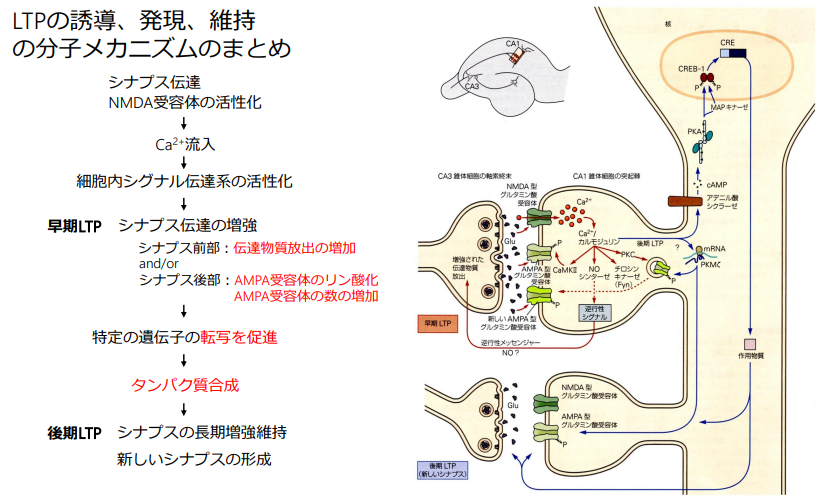 LTPの誘導、発現、維持
の分子メカニズムのまとめ
シナプス伝達
NMDA受容体の活性化
Ca2+流入
細胞内シグナル伝達系の活性化
早期LTP シナプス伝達の増強
シナプス前部：伝達物質放出の増加
and/or
シナプス後部：AMPA受容体のリン酸化
AMPA受容体の数の増加
特定の遺伝子の転写を促進
タンパク質合成
後期LTP シナプスの長期増強維持
新しいシナプスの形成
CA1
CA3
核
CRE
CREB-1
P
P
MAPキナーゼ
PKA
cAMP
アデニル酸
シクラーゼ
CA3 錐体細胞の軸索終末
CA1 錐体細胞の突起棘
NMDA 型
グルタミン酸
受容体
Ca2+
Glu
Ca2+/
カルモジュリン
後期 LTP
?
mRNA
PKMζ
増強された
伝達物質
放出
P
CaMKⅡ
PKC
AMPA 型
グルタミン酸
受容体
NO
シンターゼ
チロシン
キナーゼ
(Fyn)
P
P
新しい AMPA 型
グルタミン酸受容体
逆行性
シグナル
早期 LTP
逆行性メッセンジャー
NO？
作用物質
Glu
NMDA 型
グルタミン酸受容体
AMPA 型
グルタミン酸受容体
P
後期 LTP
(新しいシナプス)